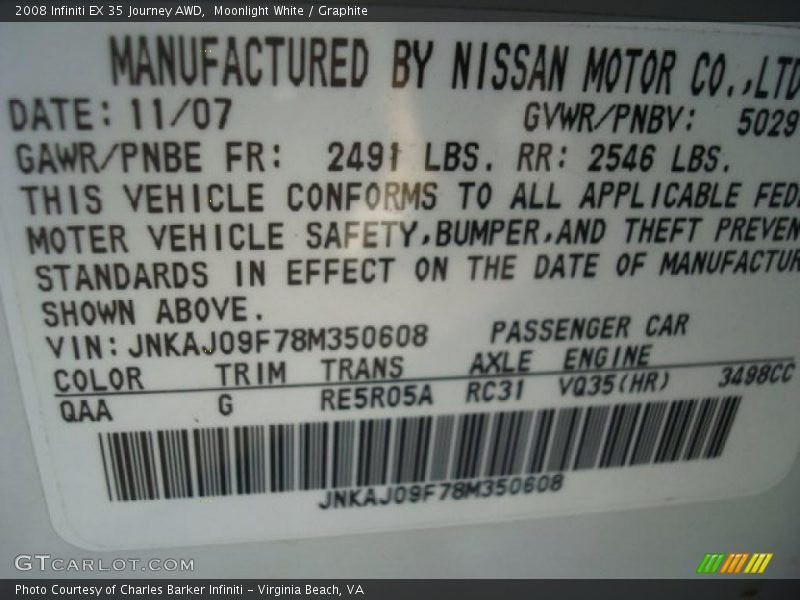 2008 Infiniti EX 35 Journey AWD, Moonlight White / Graphite
MANUFACTURED BY NISSAN MOTOR CO.,LTD
DATE: 11/07 GVWR/PNBV: 5029
GAWR/PNBE FR: 2491 LBS. RR: 2546 LBS.
THIS VEHICLE CONFORMS TO ALL APPLICABLE FED
MOTER VEHICLE SAFETY,BUMPER,AND THEFT PREVEN
STANDARDS IN EFFECT ON THE DATE OF MANUFACTUR
SHOWN ABOVE.
VIN: JNKAJ09F78M350608 PASSENGER CAR
COLOR TRIM TRANS AXLE ENGINE
QAA G RE5R05A RC31 VQ35(HR) 3498CC
JNKAJ09F78M350608
GTCARLOT.COM
Photo Courtesy of Charles Barker Infiniti - Virginia Beach, VA